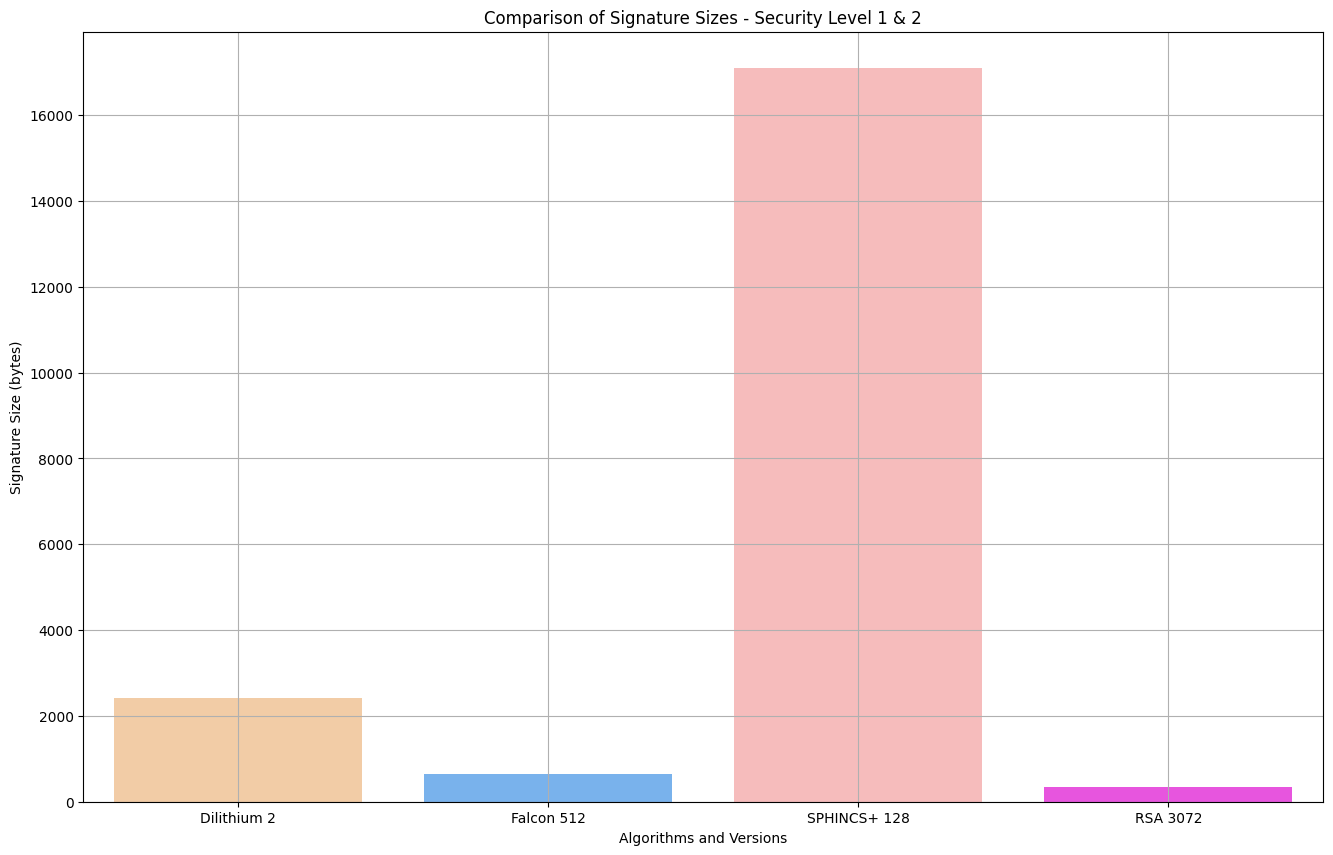 Comparison of Signature Sizes - Security Level 1 & 2
Signature Size (bytes)
16000
14000
12000
10000
8000
6000
4000
2000
0
Dilithium 2 Falcon 512 SPHINCS+ 128 RSA 3072
Algorithms and Versions